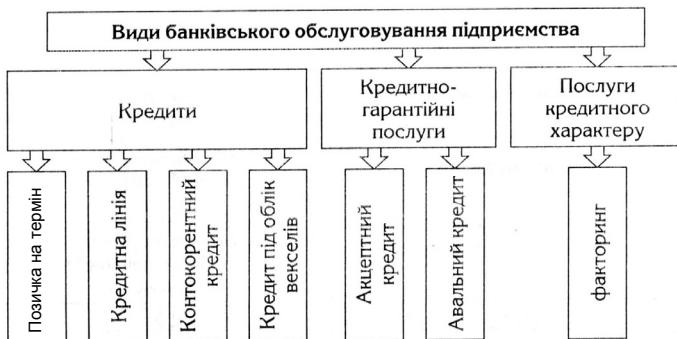 Види банківського обслуговування підприємства
Кредити
Кредитно-
гарантійні
послуги
Послуги
кредитного
характеру
Позичка на термін
Кредитна лінія
Контокорентний
кредит
Кредит під облік
векселів
Акцептний
кредит
Авальний кредит
факторинг